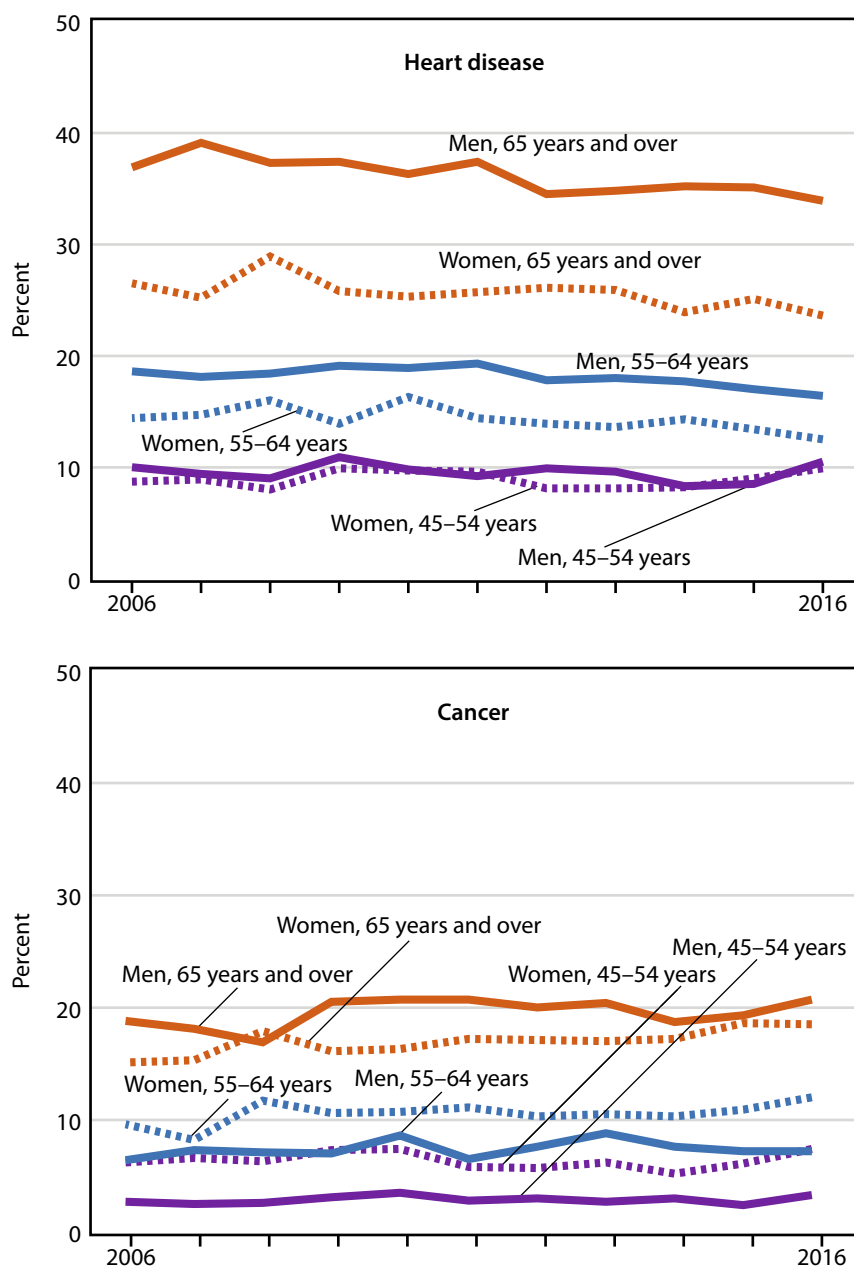 50
Heart disease
40
Men, 65 years and over
30
Women, 65 years and over
Percent
20
Men, 55–64 years
Women, 55–64 years
10
Women, 45–54 years
Men, 45–54 years
0
2006
2016
50
Cancer
40
30
Percent
Women, 65 years and over
Men, 45–54 years
Men, 65 years and over
Women, 45–54 years
20
Women, 55–64 years
Men, 55–64 years
10
0
2006
2016